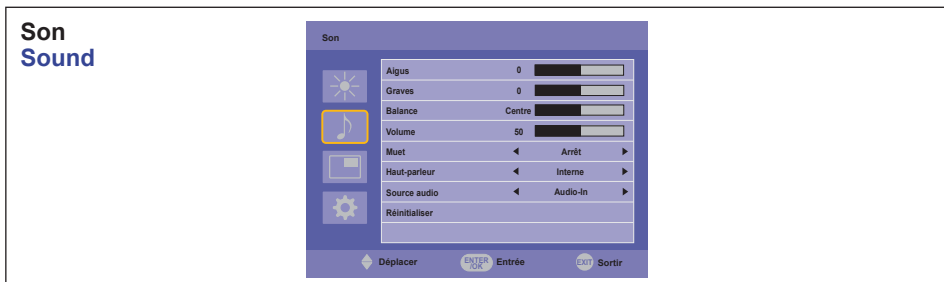 Son
Sound
Son
Aigus 0
Graves 0
Balance Centre
Volume 50
Muet Arrêt
Haut-parleur Interne
Source audio Audio-In
Réinitialiser
Déplacer ENTER /OK Entrée EXIT Sortir